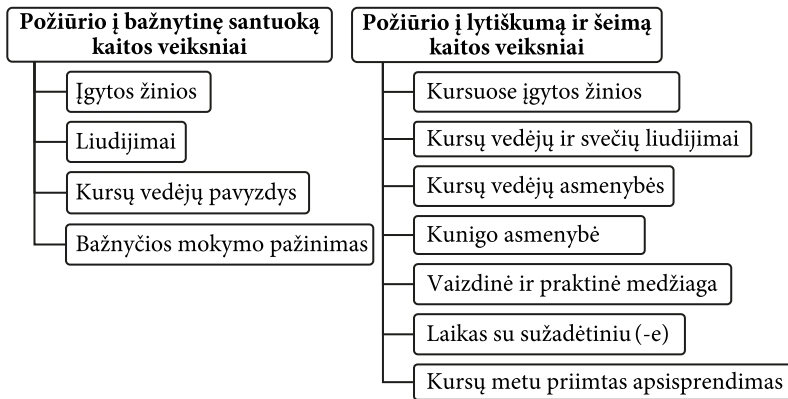 Požiūrio į bažnytinę santuoką
kaitos veiksniai
Įgytos žinios
Liudijimai
Kursų vedėjų pavyzdys
Bažnyčios mokymo pažinimas
Požiūrio į lytiškumą ir šeimą
kaitos veiksniai
Kursuose įgytos žinios
Kursų vedėjų ir svečių liudijimai
Kursų vedėjų asmenybės
Kunigo asmenybė
Vaizdinė ir praktinė medžiaga
Laikas su sužadėtiniu (-e)
Kursų metu priimtas apsisprendimas